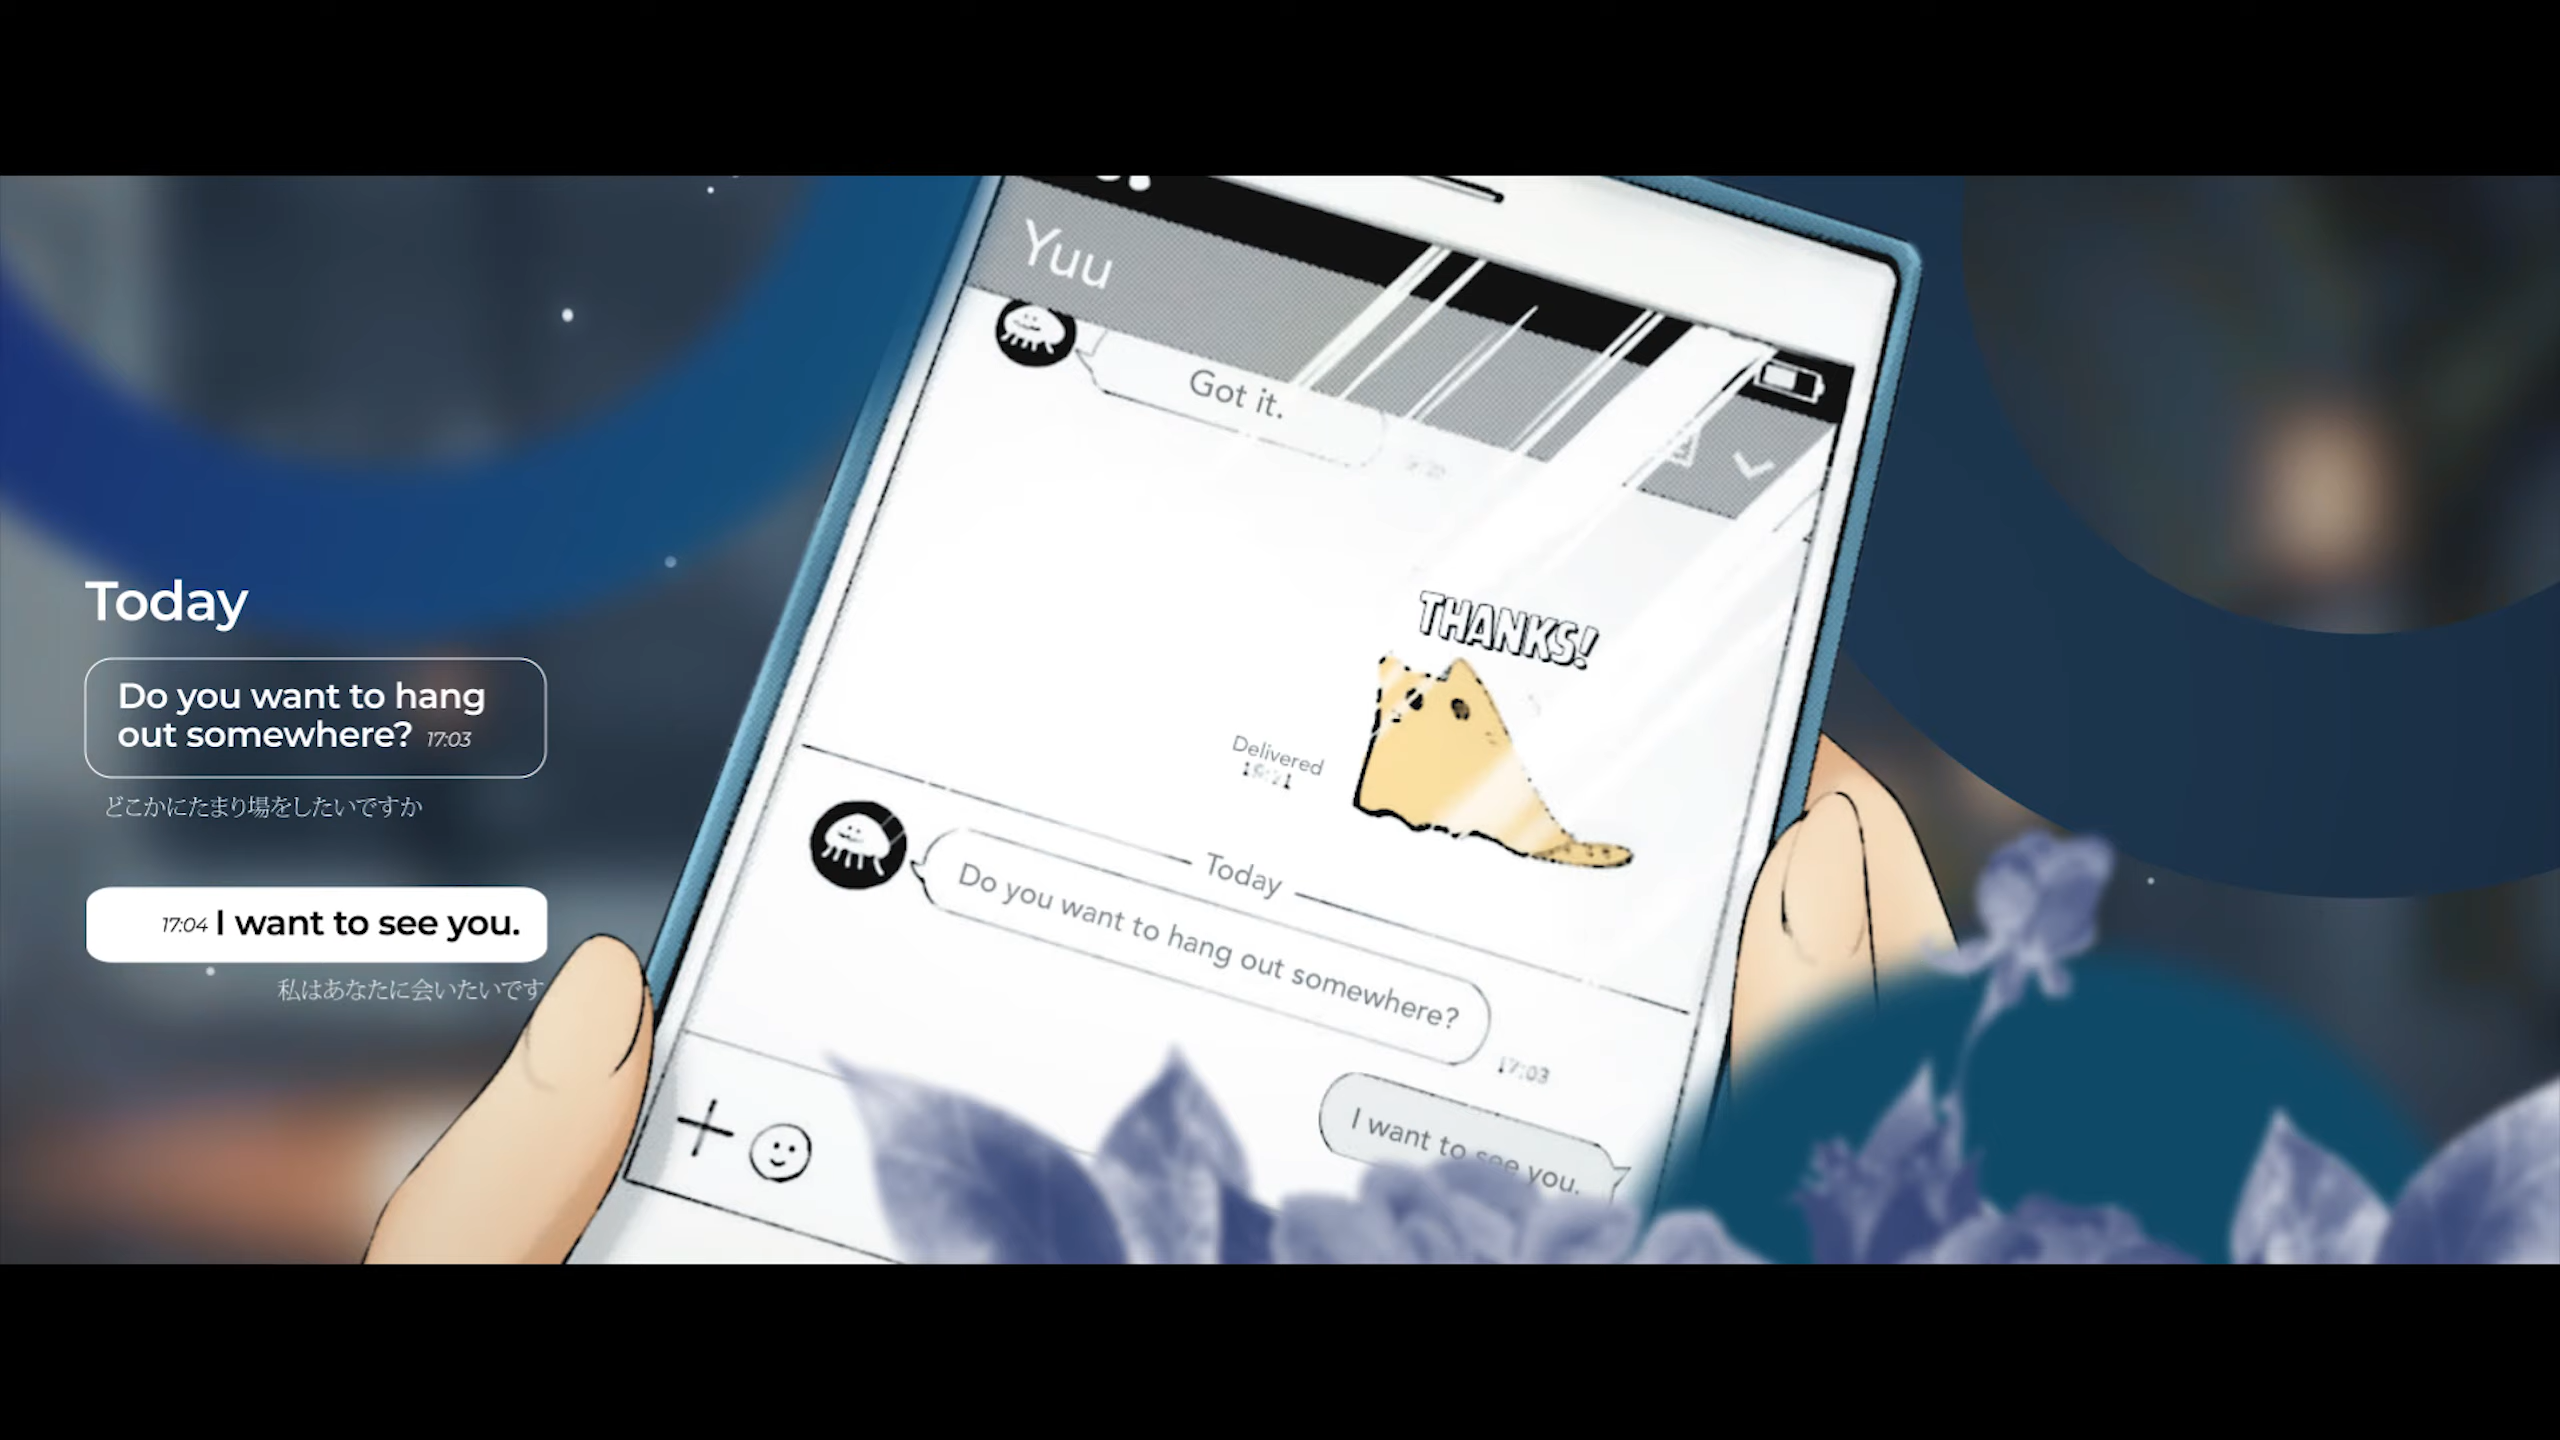 Today
Do you want to hang
out somewhere? 17:03
どこかにたまり場をしたいですか
17:04 I want to see you.
私はあなたに会いたいです
Yuu
Got it.
THANKS!
Delivered
Today
Do you want to hang out somewhere?
17:03
I want to see you.